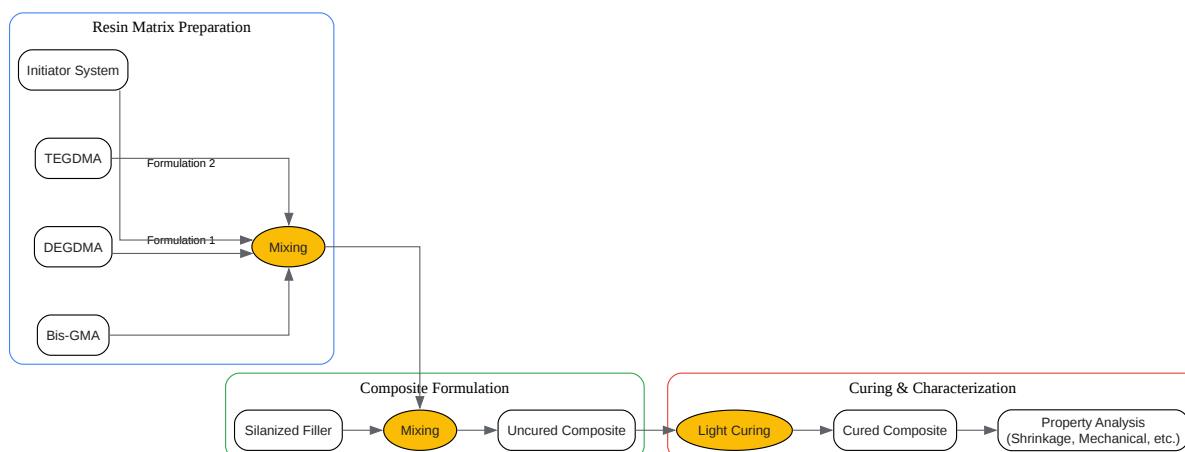 Resin Matrix Preparation
Initiator System
TEGDMA
Formulation 2
DEGDMA
Formulation 1
Mixing
Bis-GMA
Composite Formulation
Silanized Filler
Mixing
Uncured Composite
Curing & Characterization
Light Curing
Cured Composite
Property Analysis
(Shrinkage, Mechanical, etc.)